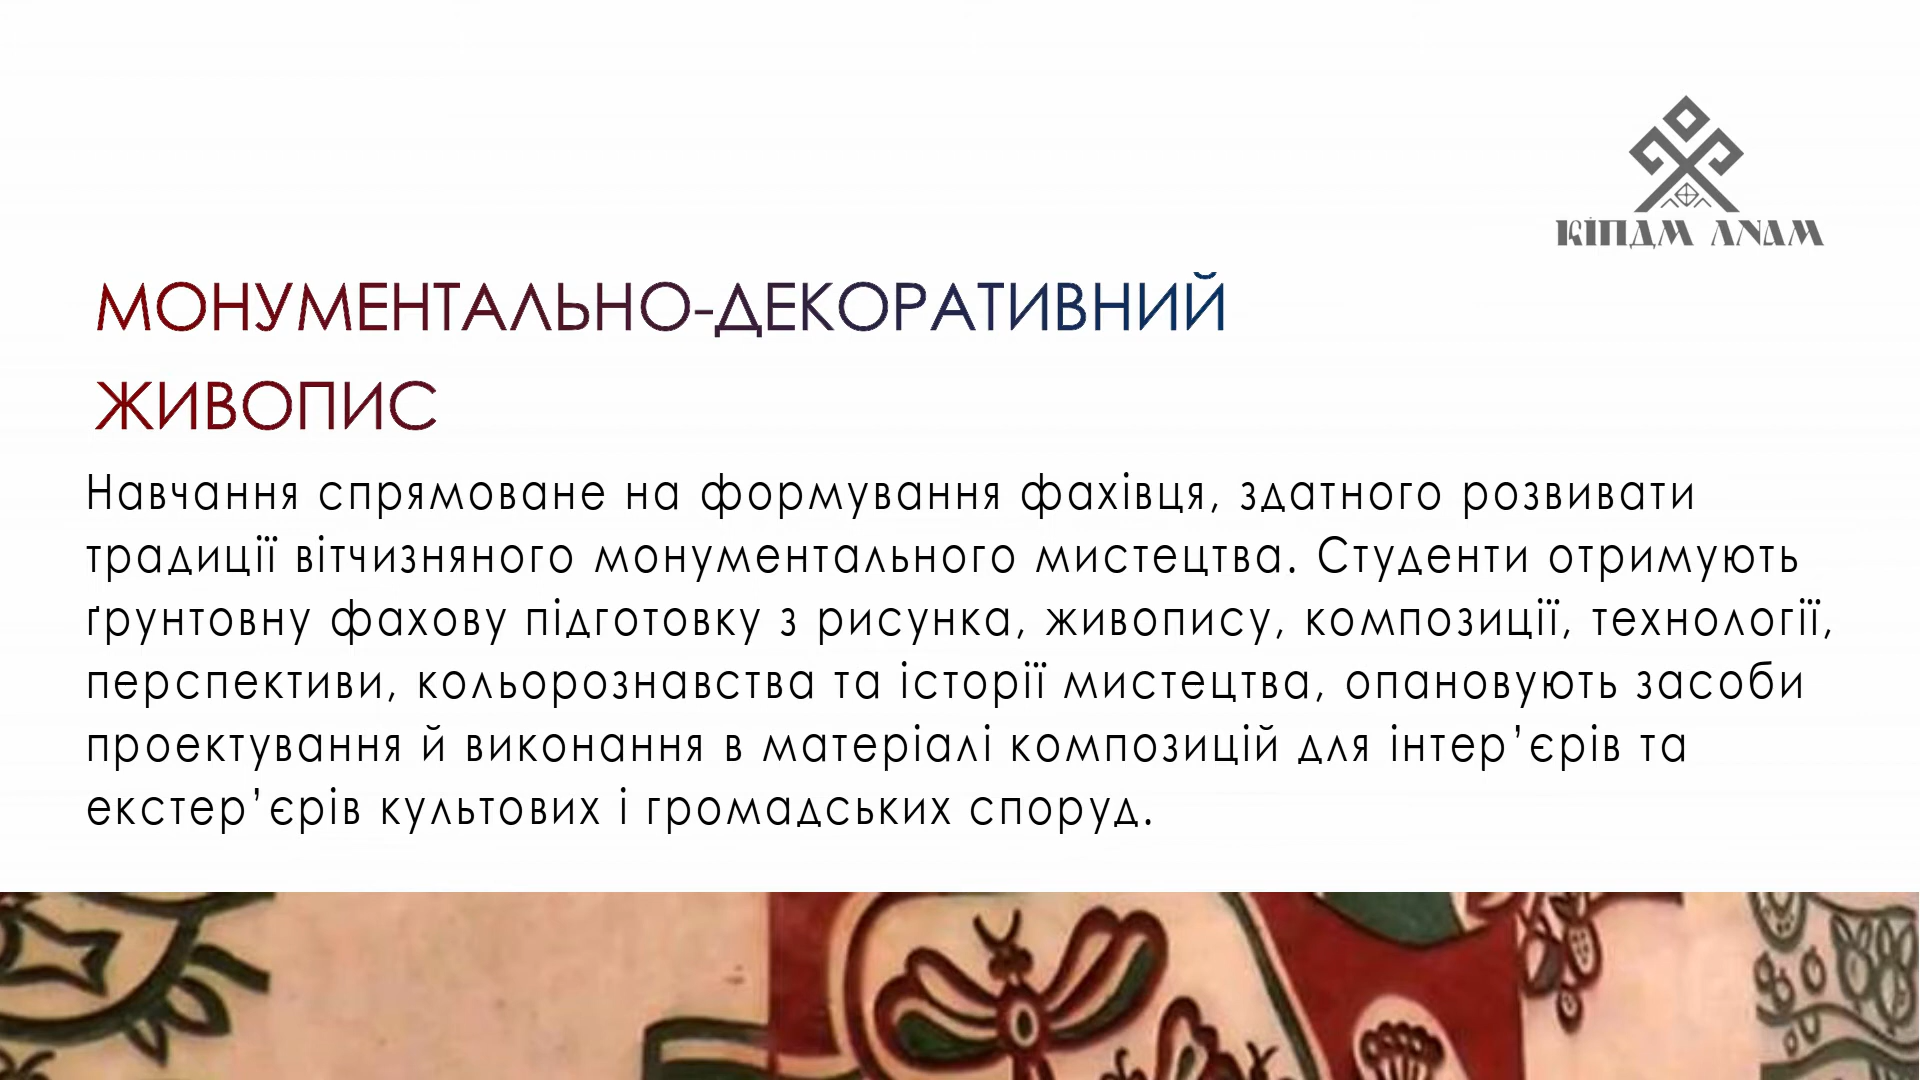 КІПДМ ЛNАМ
МОНУМЕНТАЛЬНО-ДЕКОРАТИВНИЙ
ЖИВОПИС
Навчання спрямоване на формування фахівця, здатного розвивати
традиції вітчизняного монументального мистецтва. Студенти отримують
ґрунтовну фахову підготовку з рисунка, живопису, композиції, технології,
перспективи, кольорознавства та історії мистецтва, опановують засоби
проектування й виконання в матеріалі композицій для інтер’єрів та
екстер’єрів культових і громадських споруд.